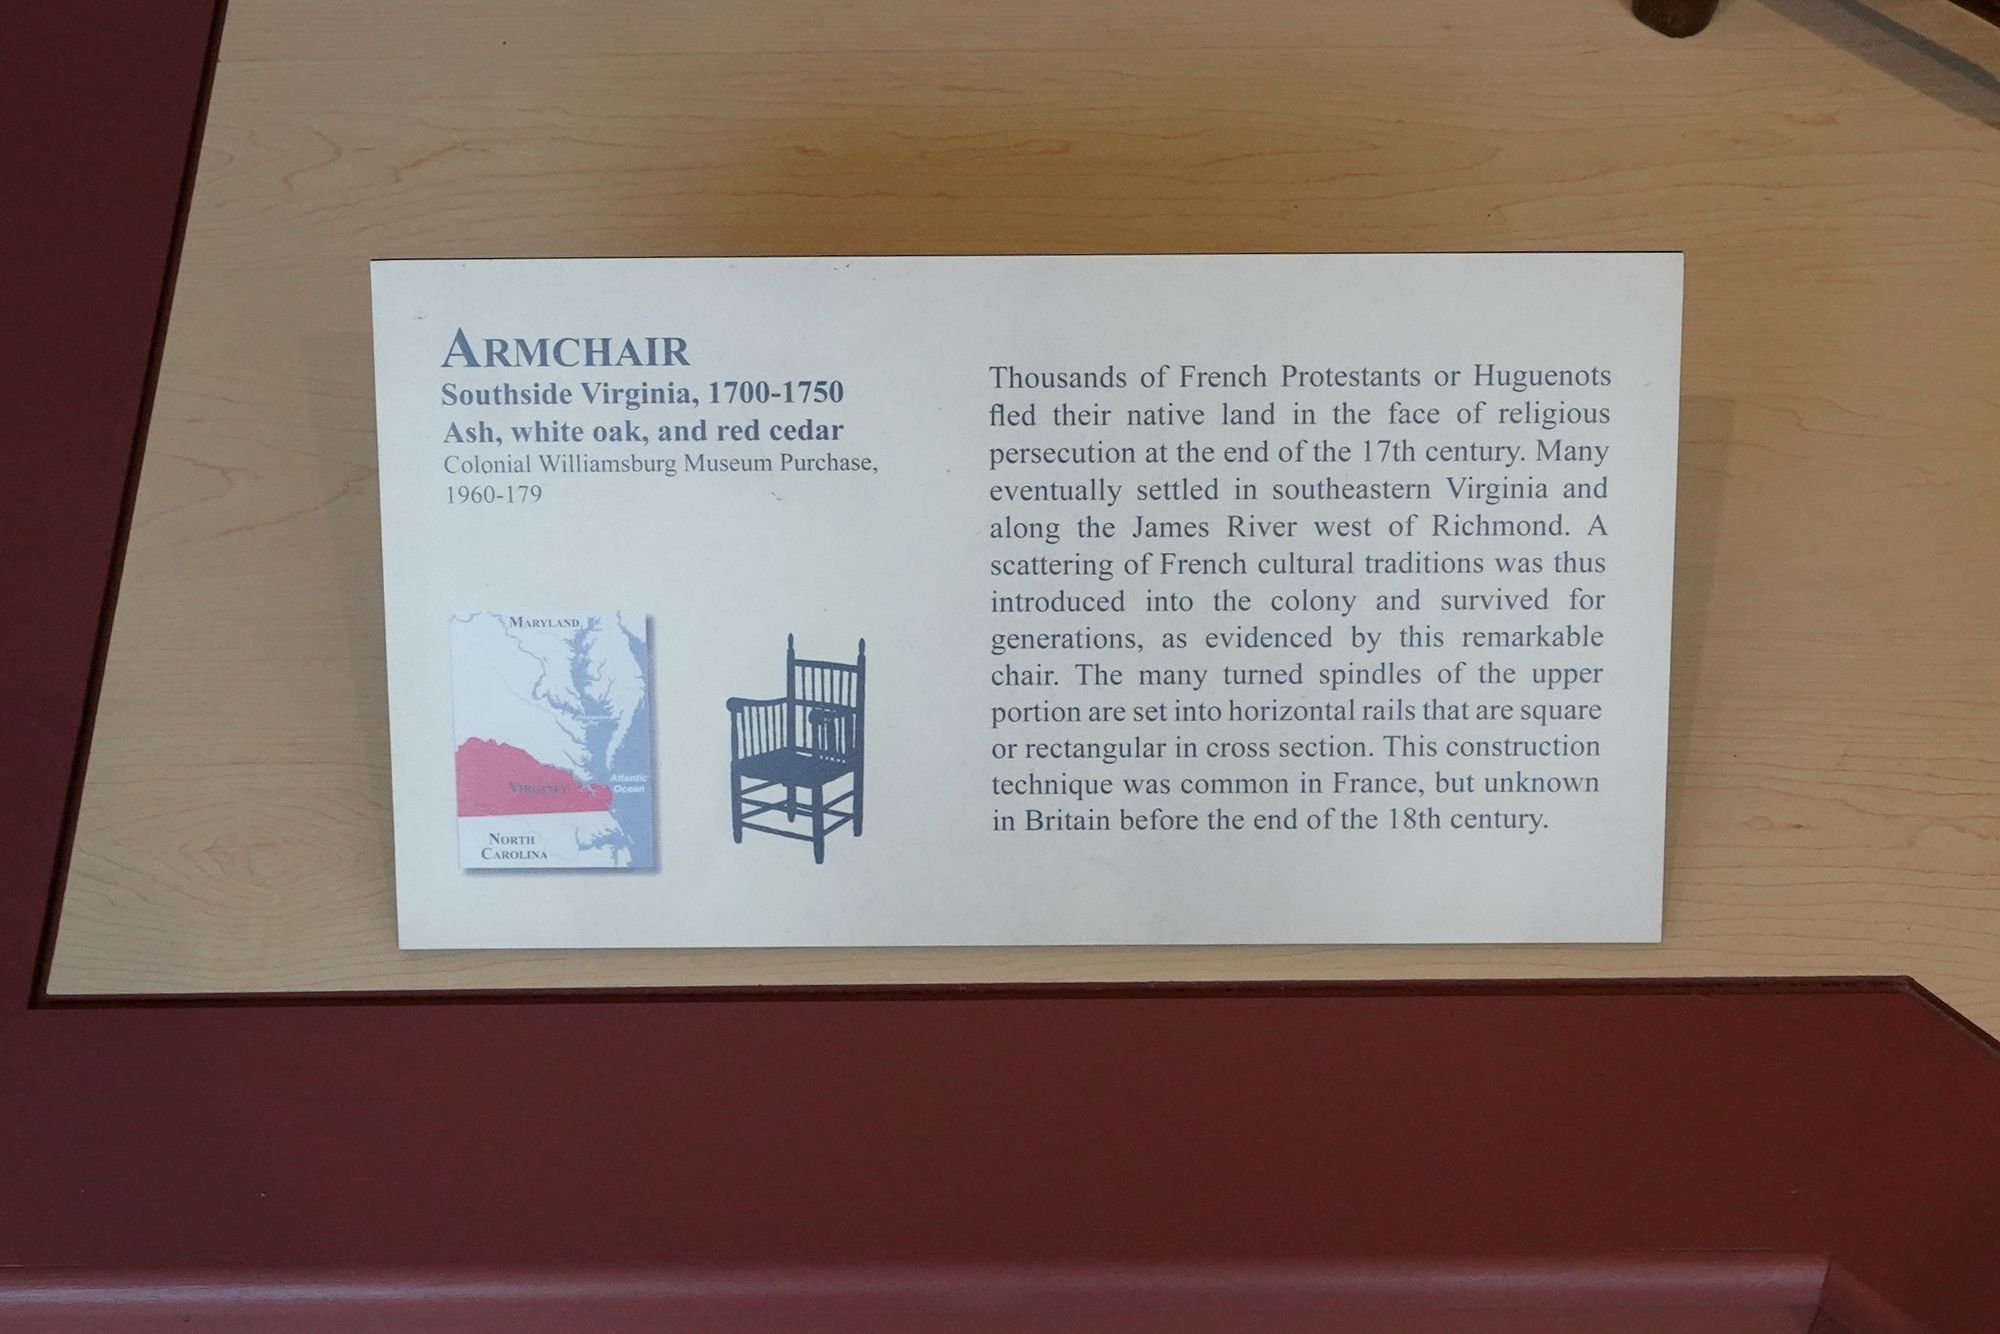 ARMCHAIR
Southside Virginia, 1700-1750
Ash, white oak, and red cedar
Colonial Williamsburg Museum Purchase,
1960-179
MARYLAND
VIRGINIA
Atlantic
Ocean
NORTH
CAROLINA
Thousands of French Protestants or Huguenots
fled their native land in the face of religious
persecution at the end of the 17th century. Many
eventually settled in southeastern Virginia and
along the James River west of Richmond. A
scattering of French cultural traditions was thus
introduced into the colony and survived for
generations, as evidenced by this remarkable
chair. The many turned spindles of the upper
portion are set into horizontal rails that are square
or rectangular in cross section. This construction
technique was common in France, but unknown
in Britain before the end of the 18th century.